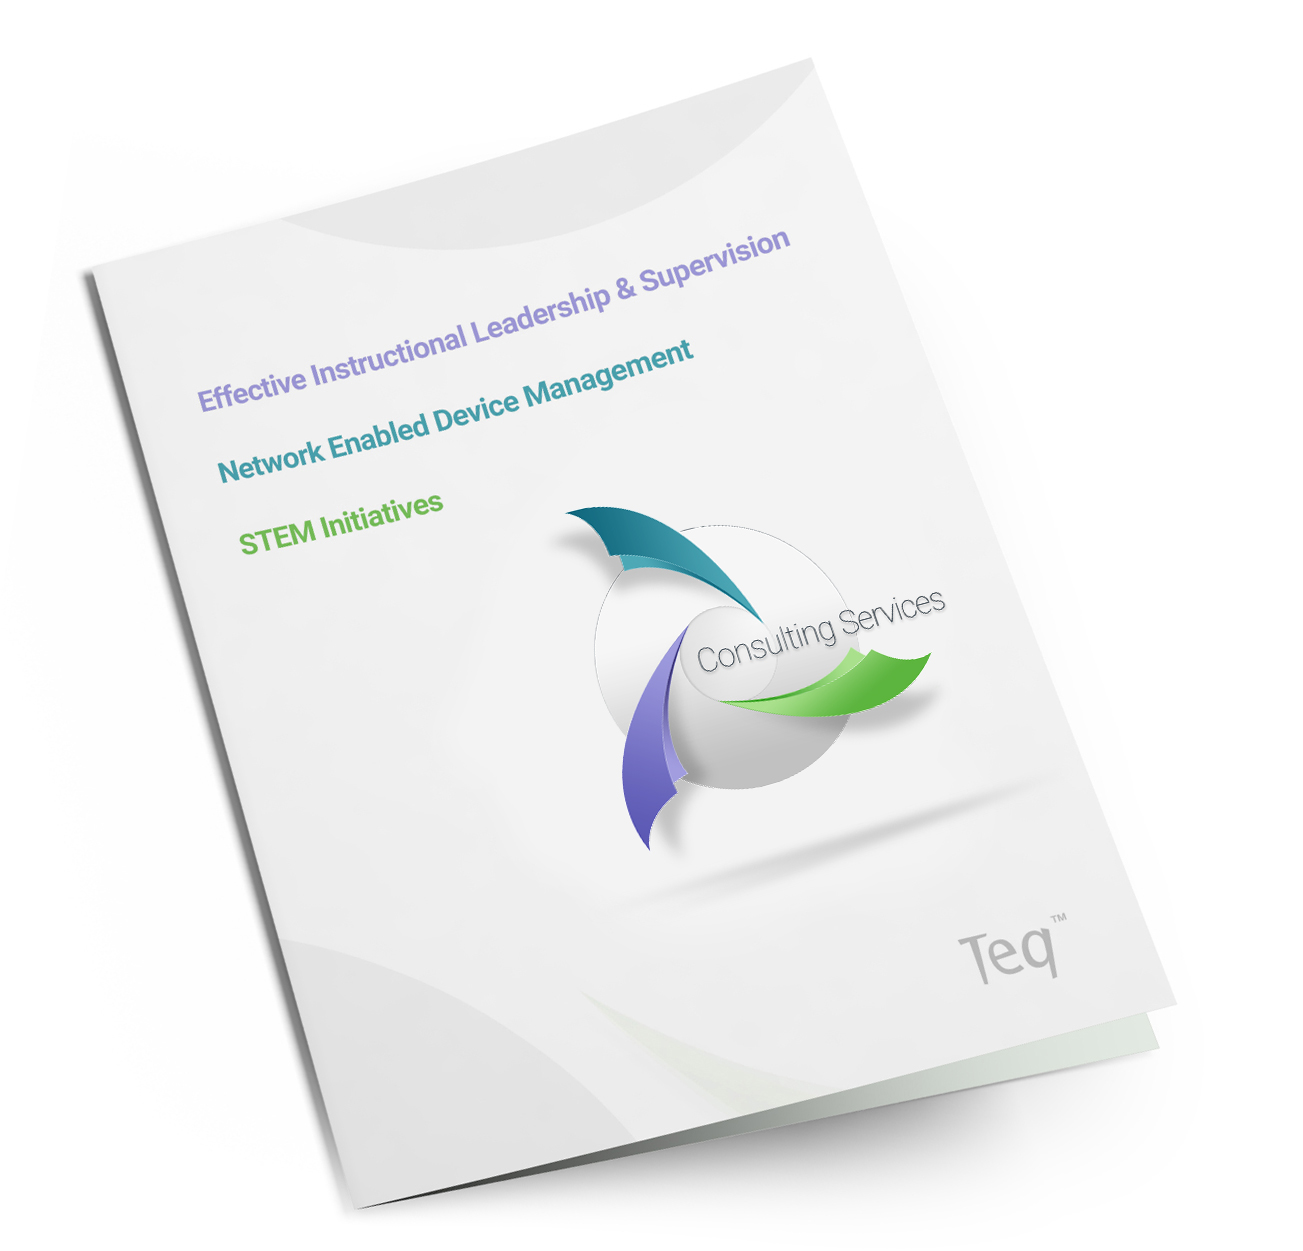 Effective Instructional Leadership & Supervision
Network Enabled Device Management
STEM Initiatives
Consulting Services
Teq™